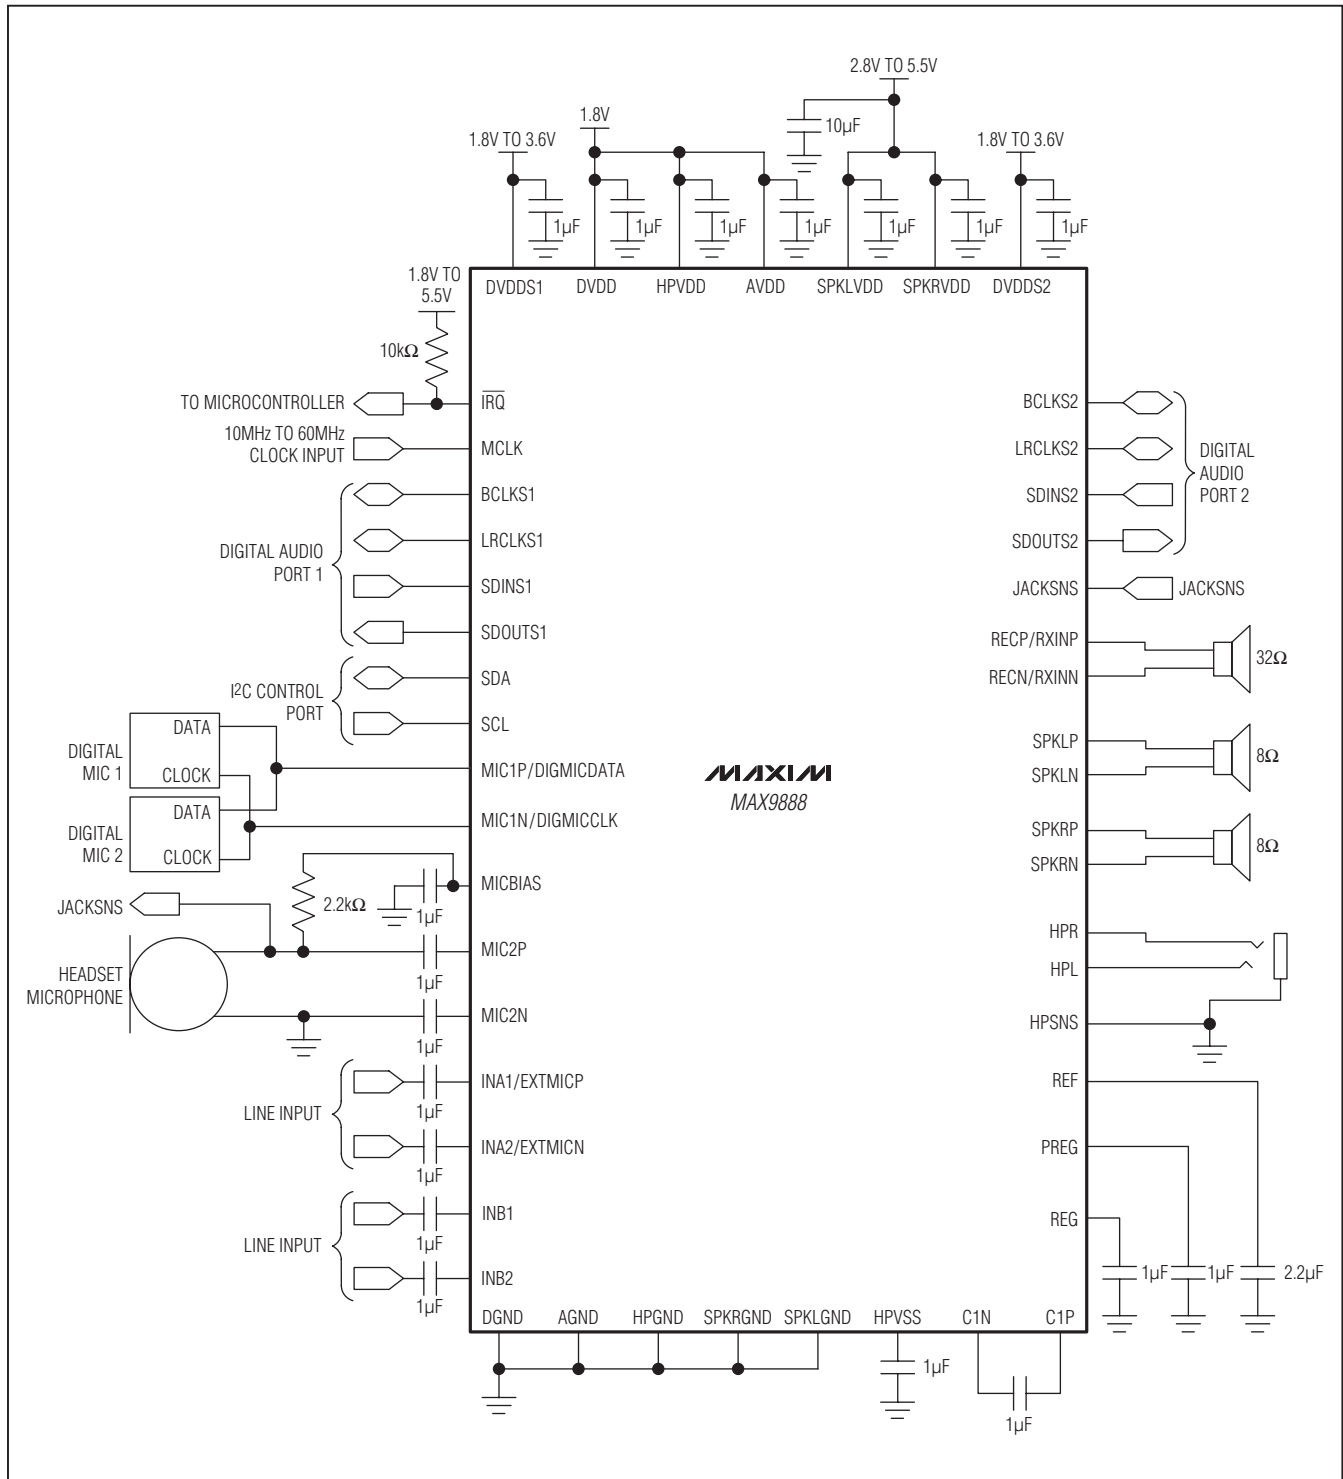 2.8V TO 5.5V
1.8V
10µF
1.8V TO 3.6V
1.8V TO 3.6V
1µF
1µF
1µF
1µF
1µF
1µF
1µF
1.8V TO
5.5V
DVDDS1
DVDD
HPVDD
AVDD
SPKLVDD
SPKRVDD
DVDDS2
10kΩ
TO MICROCONTROLLER
IRQ
10MHz TO 60MHz
CLOCK INPUT
MCLK
BCLKS1
LRCLKS1
DIGITAL AUDIO
PORT 1
SDINS1
SDOUTS1
SDA
I²C CONTROL
PORT
SCL
DATA
DIGITAL
MIC 1
CLOCK
DATA
DIGITAL
MIC 2
CLOCK
MIC1P/DIGMICDATA
MIC1N/DIGMICCLK
MICBIAS
2.2kΩ
1µF
JACKSNS
MIC2P
1µF
HEADSET
MICROPHONE
MIC2N
1µF
INA1/EXTMICP
1µF
LINE INPUT
INA2/EXTMICN
1µF
INB1
1µF
LINE INPUT
INB2
1µF
MAXIM
MAX9888
BCLKS2
LRCLKS2
DIGITAL
AUDIO
PORT 2
SDINS2
SDOUTS2
JACKSNS
JACKSNS
RECP/RXINP
32Ω
RECN/RXINN
SPKLP
8Ω
SPKLN
SPKRP
8Ω
SPKRN
HPR
HPL
HPSNS
REF
PREG
REG
1µF
1µF
2.2µF
DGND
AGND
HPGND
SPKRGND
SPKLGND
HPVSS
C1N
C1P
1µF
1µF